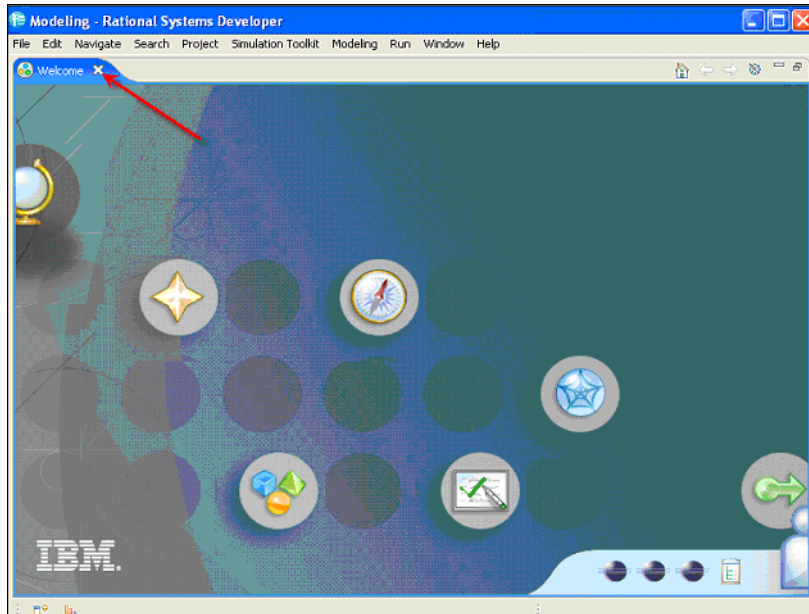 Modeling - Rational Systems Developer
File Edit Navigate Search Project Simulation Toolkit Modeling Run Window Help
Welcome
IBM.